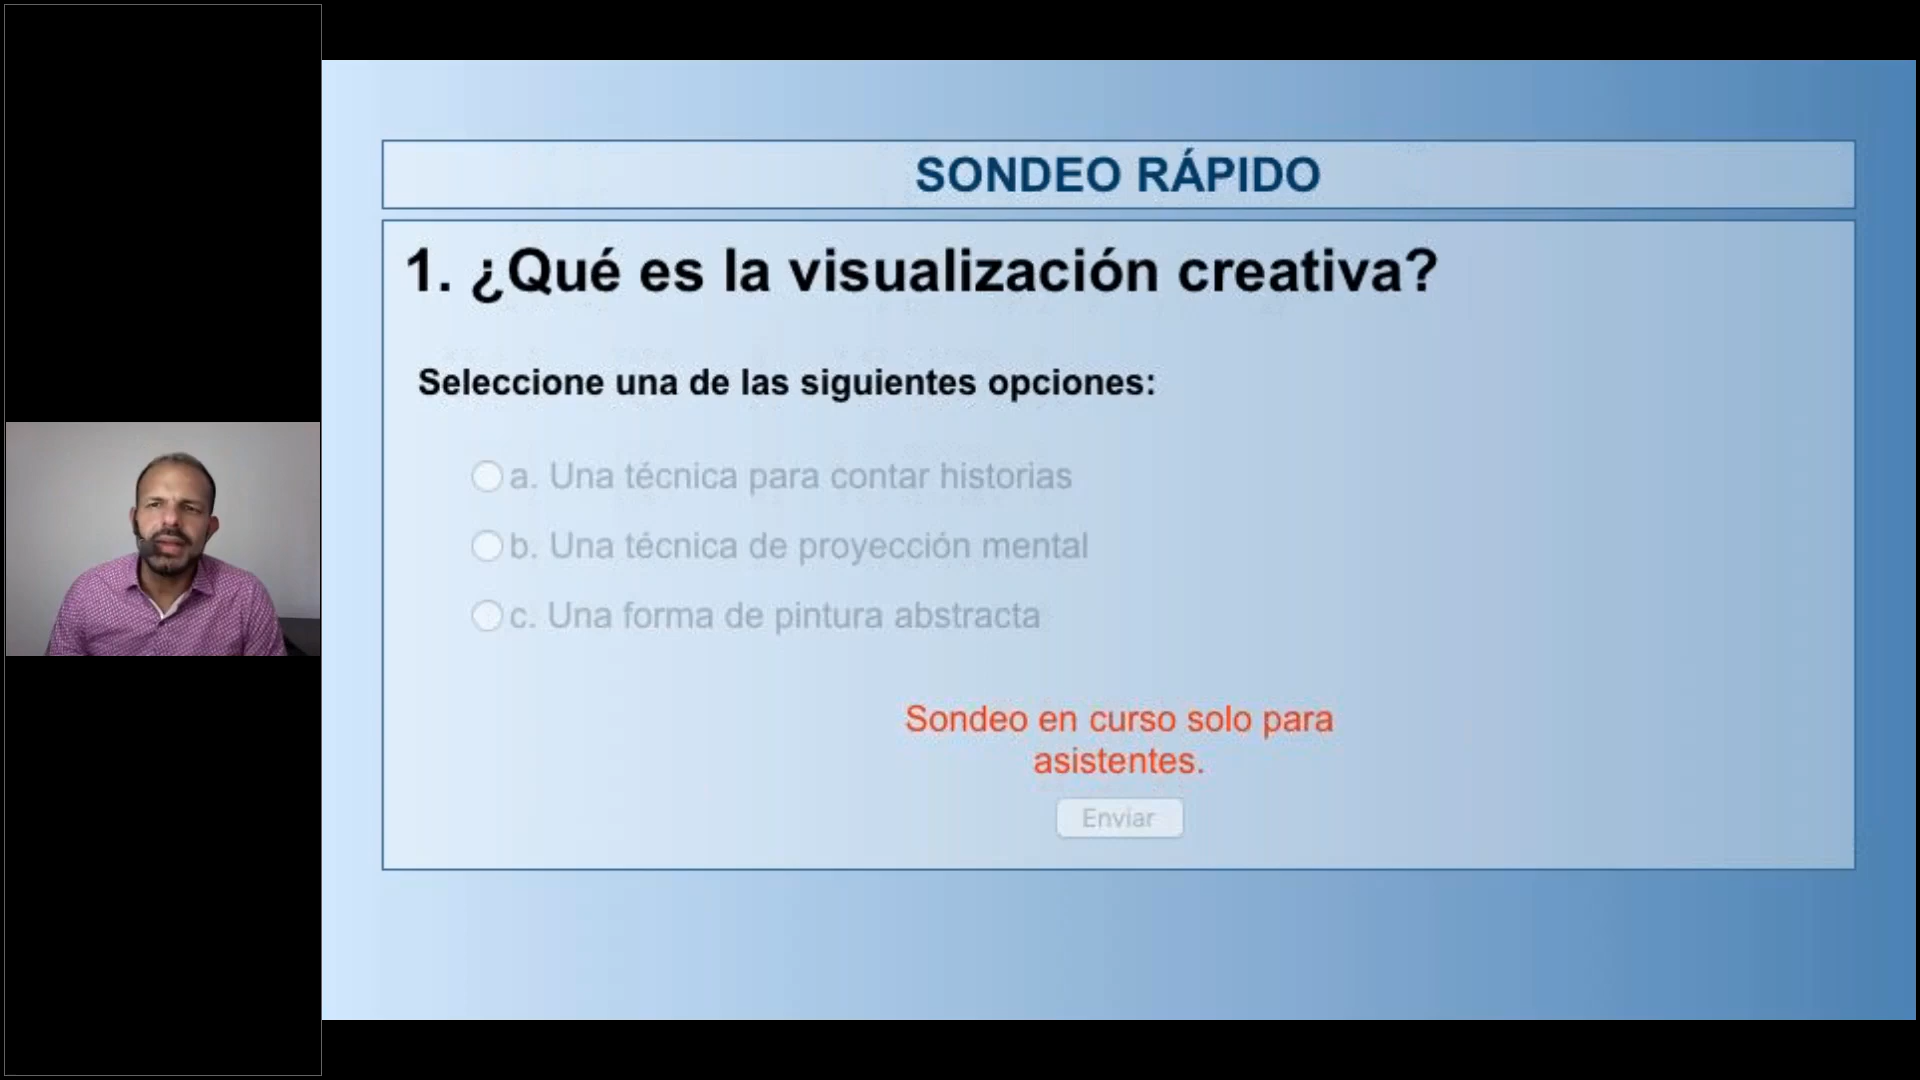 SONDEO RÁPIDO
1. ¿Qué es la visualización creativa?
Seleccione una de las siguientes opciones:
a. Una técnica para contar historias
b. Una técnica de proyección mental
c. Una forma de pintura abstracta
Sondeo en curso solo para
asistentes.
Enviar